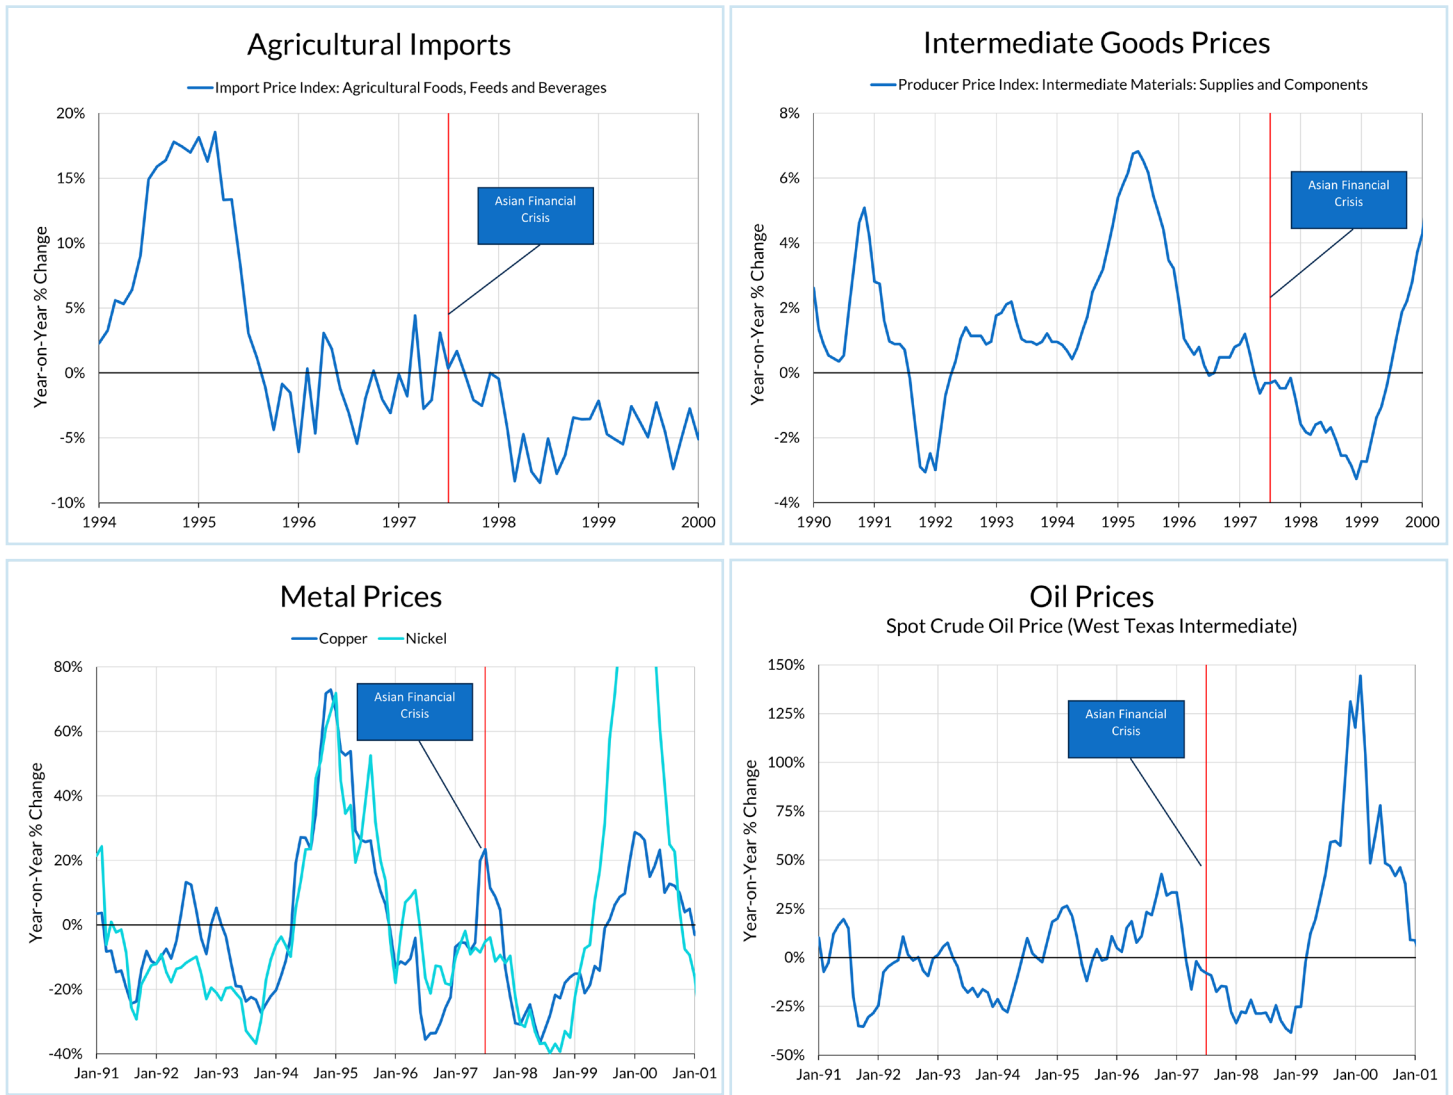 Agricultural Imports
Import Price Index: Agricultural Foods, Feeds and Beverages
Year-on-Year % Change
20%
15%
10%
5%
0%
-5%
-10%
Asian Financial
Crisis
1994 1995 1996 1997 1998 1999 2000
Intermediate Goods Prices
Producer Price Index: Intermediate Materials: Supplies and Components
Year-on-Year % Change
8%
6%
4%
2%
0%
-2%
-4%
Asian Financial
Crisis
1990 1991 1992 1993 1994 1995 1996 1997 1998 1999 2000
Metal Prices
Copper Nickel
Year-on-Year % Change
80%
60%
40%
20%
0%
-20%
-40%
Asian Financial
Crisis
Jan-91 Jan-92 Jan-93 Jan-94 Jan-95 Jan-96 Jan-97 Jan-98 Jan-99 Jan-00 Jan-01
Oil Prices
Spot Crude Oil Price (West Texas Intermediate)
Year-on-Year % Change
150%
125%
100%
75%
50%
25%
0%
-25%
-50%
Asian Financial
Crisis
Jan-91 Jan-92 Jan-93 Jan-94 Jan-95 Jan-96 Jan-97 Jan-98 Jan-99 Jan-00 Jan-01